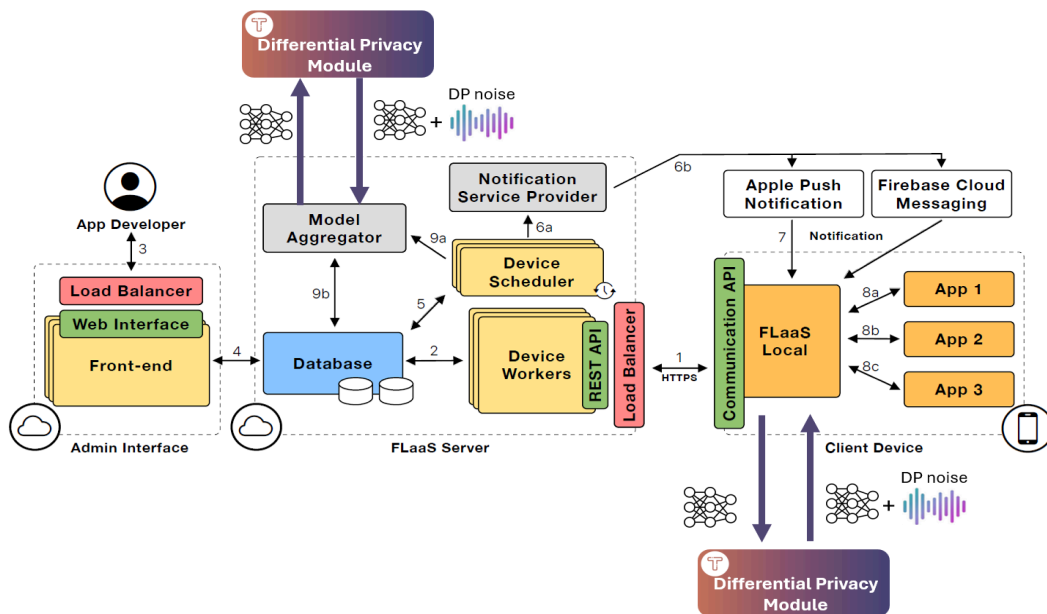 T
Differential Privacy
Module
DP noise
+
App Developer
3
Load Balancer
Web Interface
Front-end
Admin Interface
4
Model
Aggregator
9a
9b
5
Database
2
Notification
Service Provider
6a
Device
Scheduler
Device
Workers
REST API
Load Balancer
FLaaS Server
6b
Apple Push
Notification
Firebase Cloud
Messaging
7
Notification
1
HTTPS
Communication API
FLaaS
Local
8a
8b
8c
App 1
App 2
App 3
Client Device
DP noise
+
T
Differential Privacy
Module